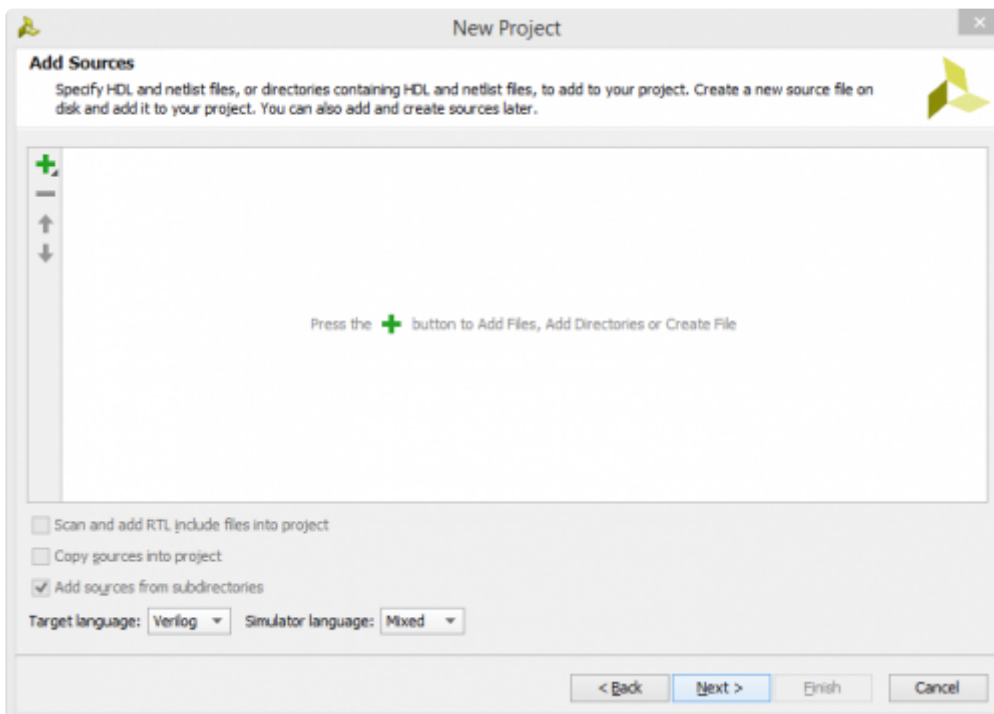 New Project
Add Sources
Specify HDL and netlist files, or directories containing HDL and netlist files, to add to your project. Create a new source file on
disk and add it to your project. You can also add and create sources later.
Press the + button to Add Files, Add Directories or Create File
Scan and add RTL include files into project
Copy sources into project
Add sources from subdirectories
Target language: Verilog Simulator language: Mixed
< Back Next > Finish Cancel